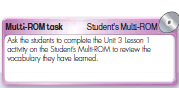 Multi-ROM task Student's Multi-ROM
Ask the students to complete the Unit 3 Lesson 1
activity on the Student's Multi-ROM to review the
vocabulary they have learned.